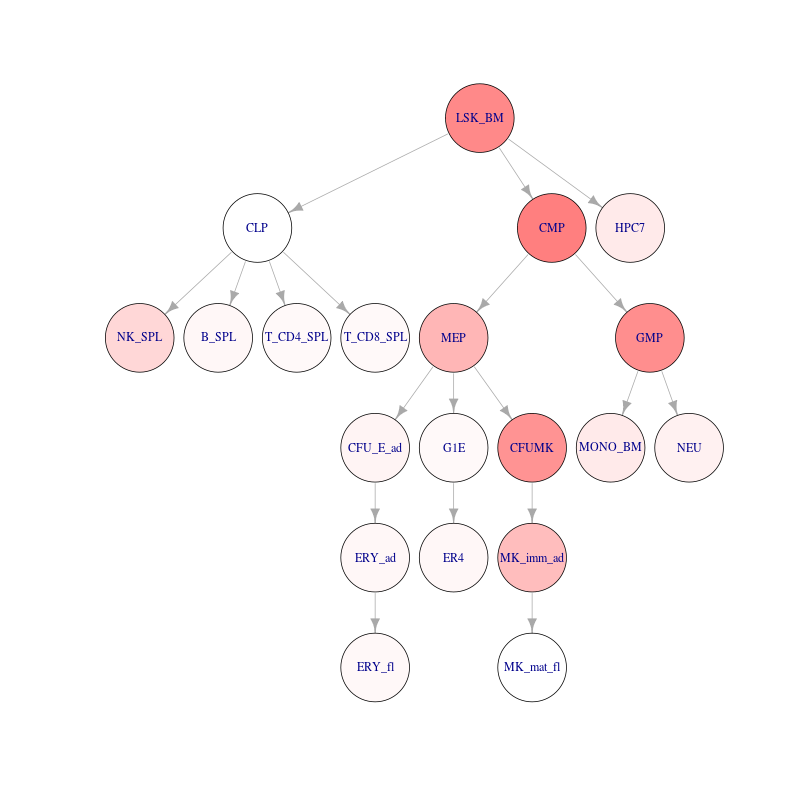 LSK_BM
CLP
CMP
HPC7
NK_SPL
B_SPL
T_CD4_SPL
T_CD8_SPL
MEP
GMP
CFU_E_ad
G1E
CFUMK
MONO_BM
NEU
ERY_ad
ER4
MK_imm_ad
ERY_fl
MK_mat_fl